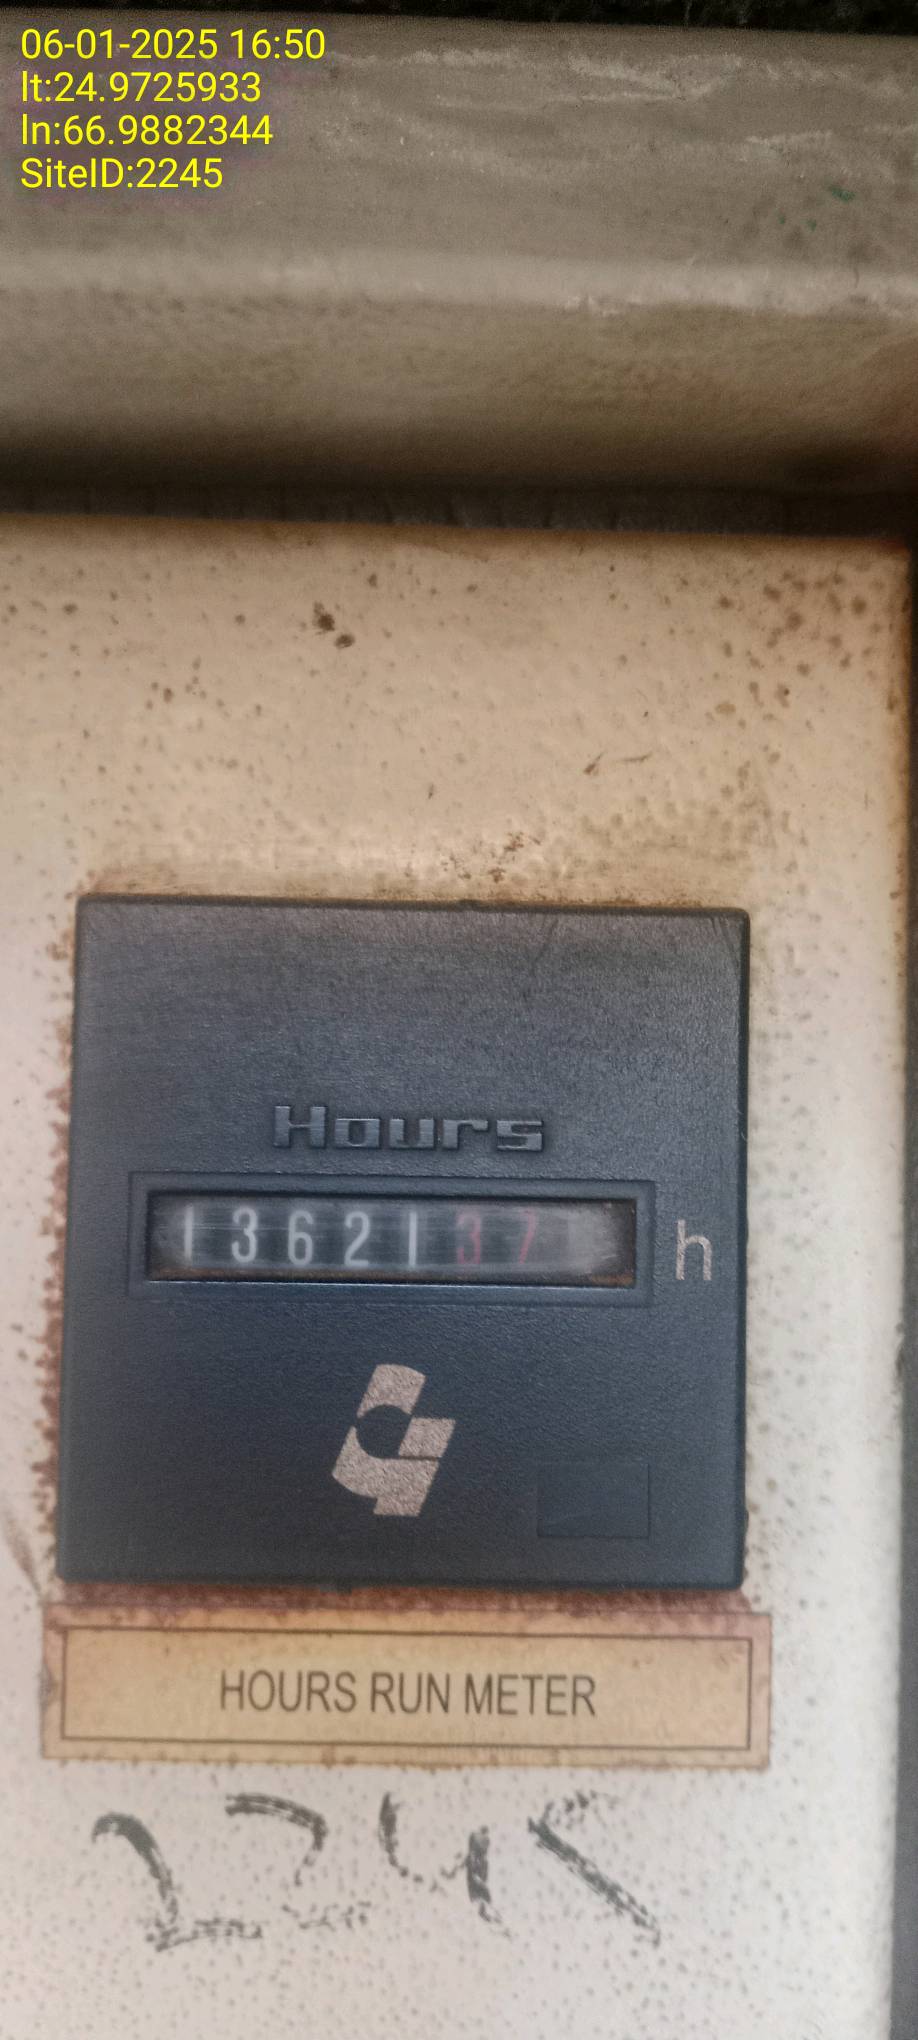 06-01-2025 16:50
lt:24.9725933
ln:66.9882344
SiteID:2245
Hours
1362137
h
HOURS RUN METER
2245